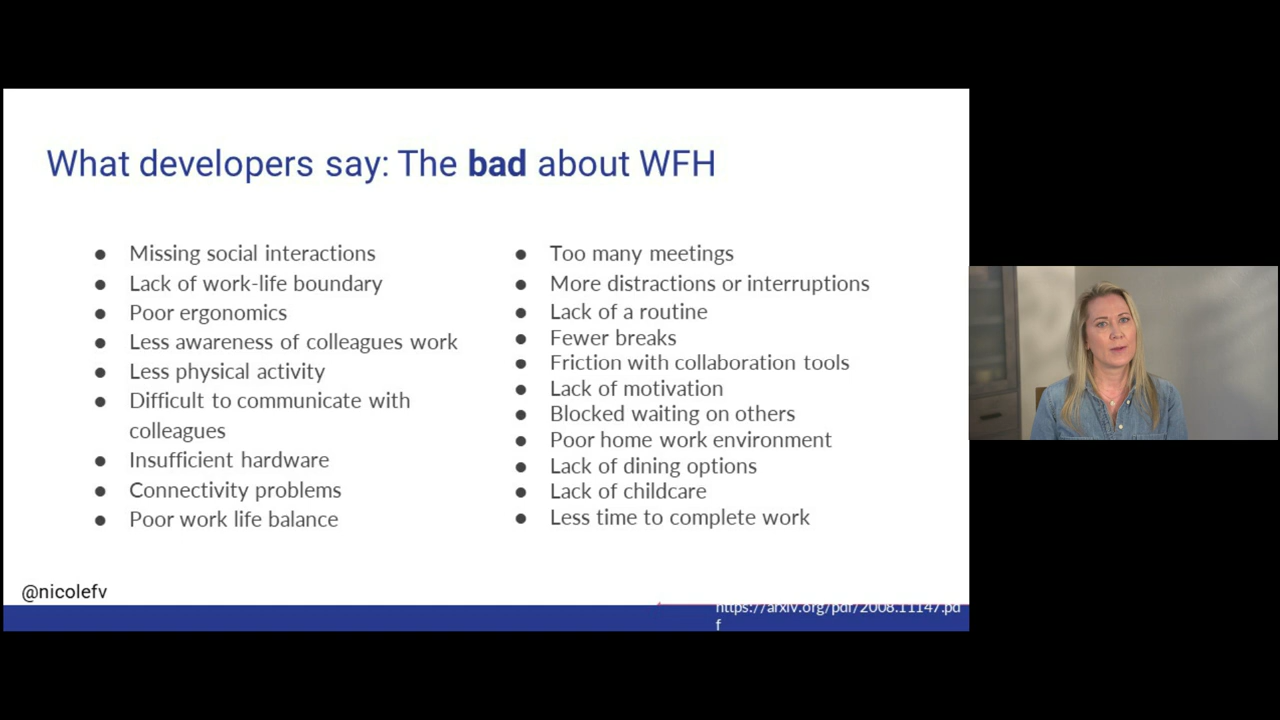 What developers say: The bad about WFH
Missing social interactions
Lack of work-life boundary
Poor ergonomics
Less awareness of colleagues work
Less physical activity
Difficult to communicate with
colleagues
Insufficient hardware
Connectivity problems
Poor work life balance
Too many meetings
More distractions or interruptions
Lack of a routine
Fewer breaks
Friction with collaboration tools
Lack of motivation
Blocked waiting on others
Poor home work environment
Lack of dining options
Lack of childcare
Less time to complete work
@nicolefv
https://arxiv.org/pdf/2008.11147.pd
f